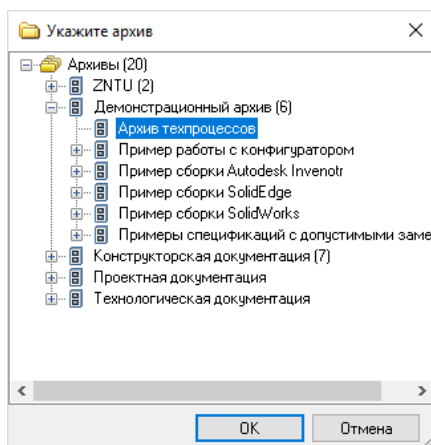 Укажите архив
Архивы (20)
ZNTU (2)
Демонстрационный архив (6)
Архив техпроцессов
Пример работы с конфигуратором
Пример сборки Autodesk Invenotr
Пример сборки SolidEdge
Пример сборки SolidWorks
Примеры спецификаций с допустимыми заме
Конструкторская документация (7)
Проектная документация
Технологическая документация
OK
Отмена